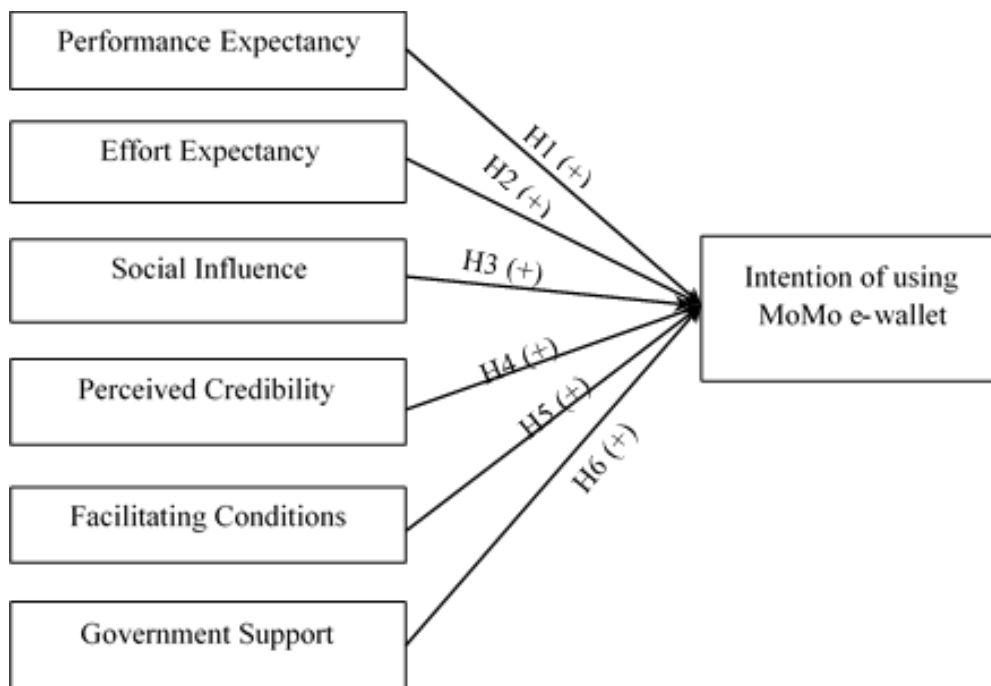 Performance Expectancy
Effort Expectancy
Social Influence
Perceived Credibility
Facilitating Conditions
Government Support
H1 (+)
H2 (+)
H3 (+)
H4 (+)
H5 (+)
H6 (+)
Intention of using
MoMo e-wallet